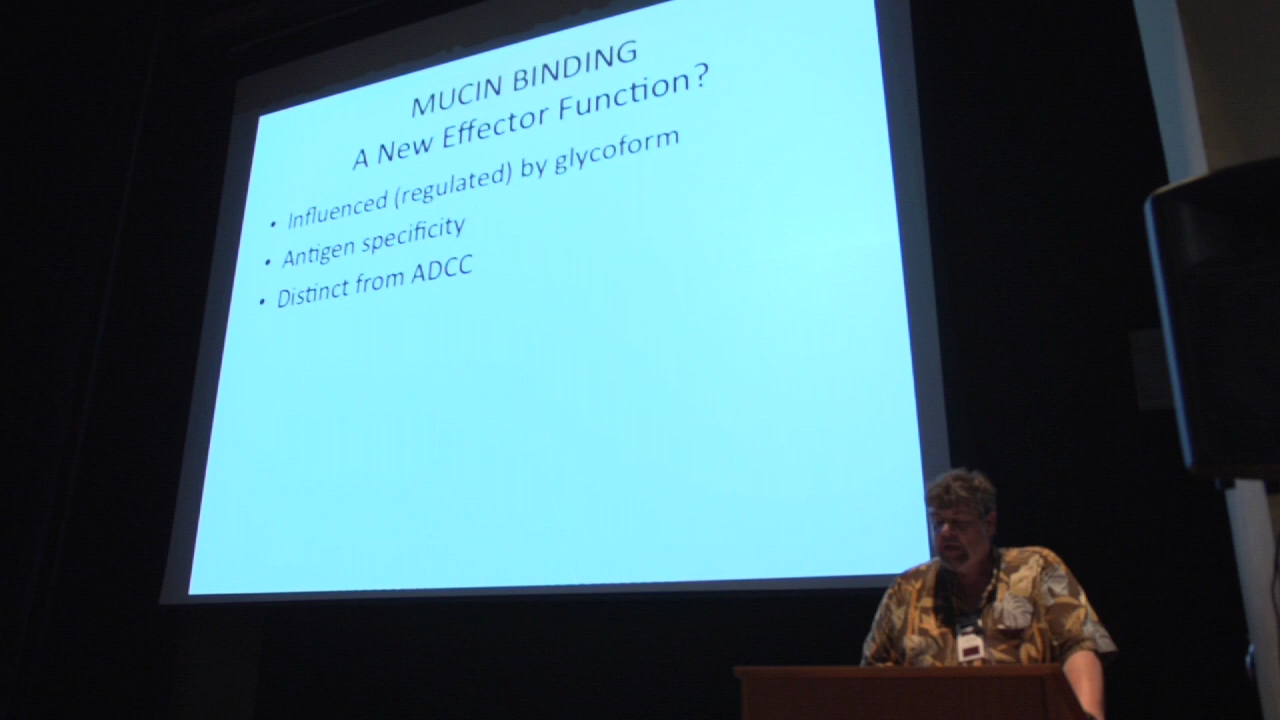 MUCIN BINDING
A New Effector Function?
• Influenced (regulated) by glycoform
• Antigen specificity
• Distinct from ADCC